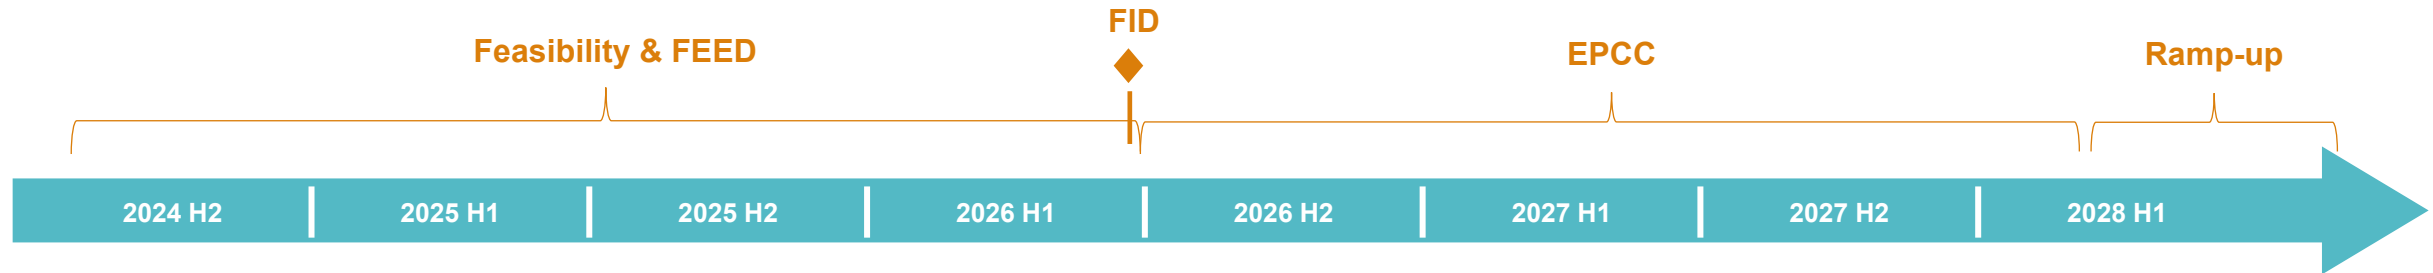 FID
Feasibility & FEED
EPCC
Ramp-up
2024 H2
2025 H1
2025 H2
2026 H1
2026 H2
2027 H1
2027 H2
2028 H1